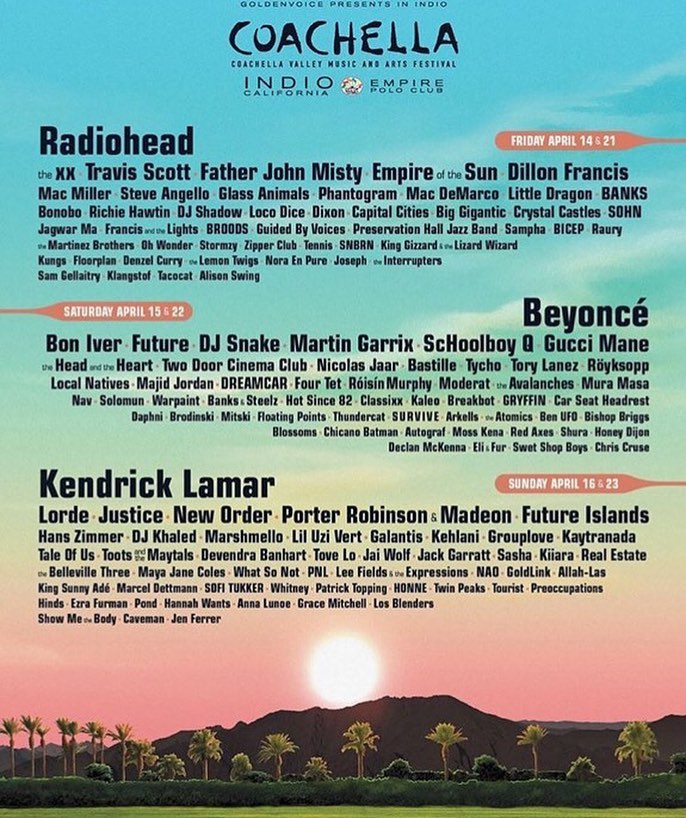 GOLDENVOICE PRESENTS IN INDIO
COACHELLA
COACHELLA VALLEY MUSIC AND ARTS FESTIVAL
INDIO CALIFORNIA EMPIRE POLO CLUB
Radiohead
FRIDAY APRIL 14 & 21
the xx · Travis Scott · Father John Misty · Empire of the Sun · Dillon Francis
Mac Miller · Steve Angello · Glass Animals · Phantogram · Mac DeMarco · Little Dragon · BANKS
Bonobo · Richie Hawtin · DJ Shadow · Loco Dice · Dixon · Capital Cities · Big Gigantic · Crystal Castles · SOHN
Jagwar Ma · Francis and the Lights · BROODS · Guided By Voices · Preservation Hall Jazz Band · Sampha · BICEP · Raury
the Martinez Brothers · Oh Wonder · Stormzy · Zipper Club · Tennis · SNBRN · King Gizzard & the Lizard Wizard
Kungs · Floorplan · Denzel Curry · the Lemon Twigs · Nora En Pure · Joseph · the Interrupters
Sam Gellaitry · Klangstof · Tacocat · Alison Swing
SATURDAY APRIL 15 & 22
Beyoncé
Bon Iver · Future · DJ Snake · Martin Garrix · ScHoolboy Q · Gucci Mane
the Head and the Heart · Two Door Cinema Club · Nicolas Jaar · Bastille · Tycho · Tory Lanez · Röyksopp
Local Natives · Majid Jordan · DREAMCAR · Four Tet · Róisín Murphy · Moderat · the Avalanches · Mura Masa
Nav · Solomun · Warpaint · Banks & Steelz · Hot Since 82 · Classixx · Kaleo · Breakbot · GRYFFIN · Car Seat Headrest
Daphni · Brodinski · Mitski · Floating Points · Thundercat · SURVIVE · Arkells · the Atomics · Ben UFO · Bishop Briggs
Blossoms · Chicano Batman · Autograf · Moss Kena · Red Axes · Shura · Honey Dijon
Declan McKenna · Eli & Fur · Swet Shop Boys · Chris Cruse
Kendrick Lamar
SUNDAY APRIL 16 & 23
Lorde · Justice · New Order · Porter Robinson & Madeon · Future Islands
Hans Zimmer · DJ Khaled · Marshmello · Lil Uzi Vert · Galantis · Kehlani · Grouplove · Kaytranada
Tale Of Us · Toots and the Maytals · Devendra Banhart · Tove Lo · Jai Wolf · Jack Garratt · Sasha · Kiiara · Real Estate
the Belleville Three · Maya Jane Coles · What So Not · PNL · Lee Fields & the Expressions · NAO · GoldLink · Allah-Las
King Sunny Adé · Marcel Dettmann · SOFI TUKKER · Whitney · Patrick Topping · HONNE · Twin Peaks · Tourist · Preoccupations
Hinds · Ezra Furman · Pond · Hannah Wants · Anna Lunoe · Grace Mitchell · Los Blenders
Show Me the Body · Caveman · Jen Ferrer